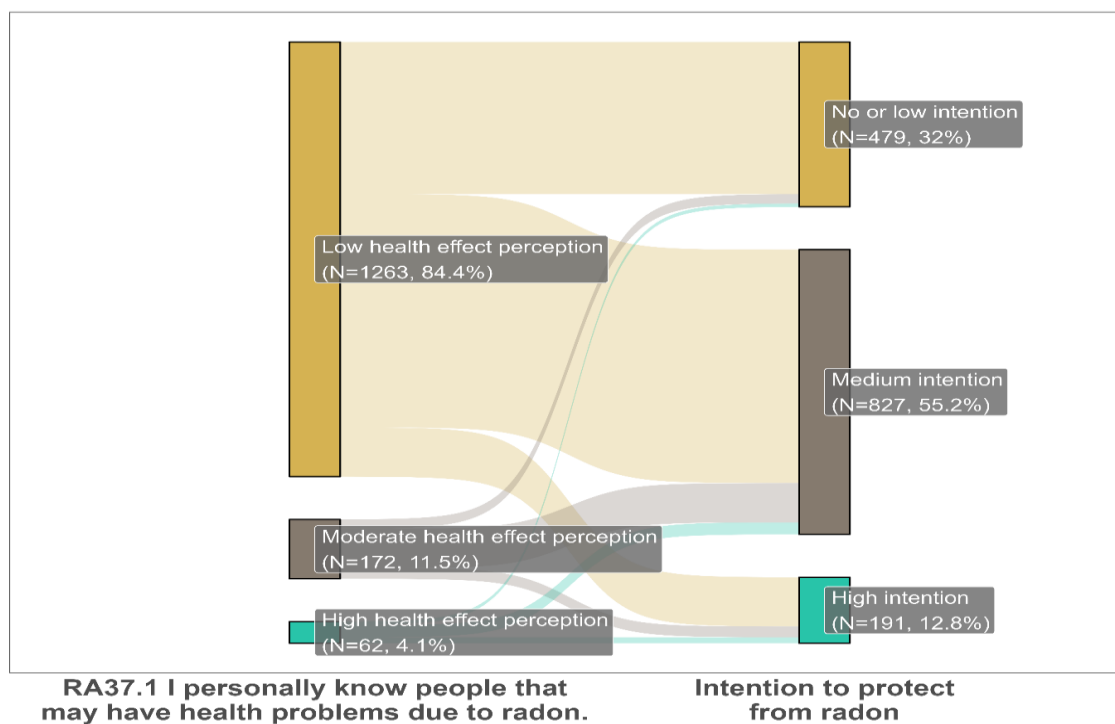 No or low intention
(N=479, 32%)
Low health effect perception
(N=1263, 84.4%)
Medium intention
(N=827, 55.2%)
Moderate health effect perception
(N=172, 11.5%)
High intention
(N=191, 12.8%)
High health effect perception
(N=62, 4.1%)
RA37.1 I personally know people that
may have health problems due to radon.
Intention to protect
from radon